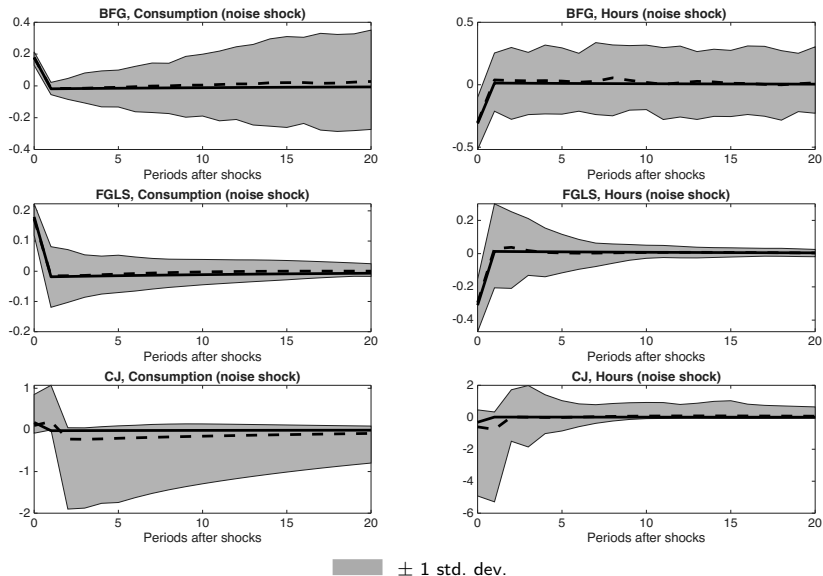 BFG, Consumption (noise shock)
0.4
0.2
0
-0.2
-0.4
0 5 10 15 20
Periods after shocks
BFG, Hours (noise shock)
0.5
0
-0.5
0 5 10 15 20
Periods after shocks
FGLS, Consumption (noise shock)
0.2
0.1
0
-0.1
-0.2
0 5 10 15 20
Periods after shocks
FGLS, Hours (noise shock)
0.2
0
-0.2
-0.4
0 5 10 15 20
Periods after shocks
CJ, Consumption (noise shock)
1
0
-1
-2
0 5 10 15 20
Periods after shocks
CJ, Hours (noise shock)
2
0
-2
-4
-6
0 5 10 15 20
Periods after shocks
± 1 std. dev.